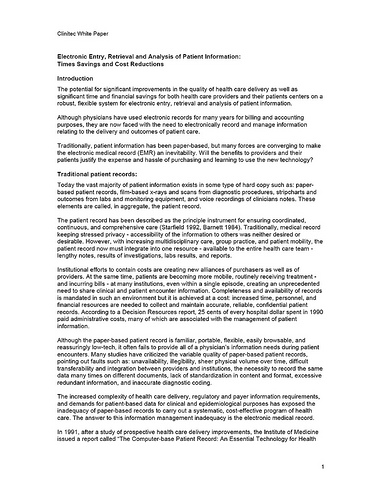 Clinitec White Paper
Electronic Entry, Retrieval and Analysis of Patient Information:
Times Savings and Cost Reductions
Introduction
The potential for significant improvements in the quality of health care delivery as well as
significant time and financial savings for both health care providers and their patients centers on a
robust, flexible system for electronic entry, retrieval and analysis of patient information.
Although physicians have used electronic records for many years for billing and accounting
purposes, they are now faced with the need to electronically record and manage information
relating to the delivery and outcomes of patient care.
Traditionally, patient information has been paper-based, but many forces are converging to make
the electronic medical record (EMR) an inevitability. Will the benefits to providers and their
patients justify the expense and hassle of purchasing and learning to use the new technology?
Traditional patient records:
Today the vast majority of patient information exists in some type of hard copy such as: paper-
based patient records, film-based x-rays and scans from diagnostic procedures, stripcharts and
outcomes from labs and monitoring equipment, and voice recordings of clinicians notes. These
elements are called, in aggregate, the patient record.
The patient record has been described as the principle instrument for ensuring coordinated,
continuous, and comprehensive care (Starfield 1992, Barnett 1984). Traditionally, medical record
keeping stressed privacy - accessibility of the information to others was neither desired or
desirable. However, with increasing multidisciplinary care, group practice, and patient mobility, the
patient record now must integrate into one resource - available to the entire health care team -
lengthy notes, results of investigations, labs results, and reports.
Institutional efforts to contain costs are creating new alliances of purchasers as well as of
providers. At the same time, patients are becoming more mobile, routinely receiving treatment -
and incurring bills - at many institutions, even within a single episode, creating an unprecedented
need to share clinical and patient encounter information. Completeness and availability of records
is mandated in such an environment but it is achieved at a cost: increased time, personnel, and
financial resources are needed to collect and maintain accurate, reliable, confidential patient
records. According to a Decision Resources report, 25 cents of every hospital dollar spent in 1990
paid administrative costs, many of which are associated with the management of patient
information.
Although the paper-based patient record is familiar, portable, flexible, easily browsable, and
reassuringly low-tech, it often fails to provide all of a physician's information needs during patient
encounters. Many studies have criticized the variable quality of paper-based patient records,
pointing out faults such as: unavailability, illegibility, sheer physical volume over time, difficult
transferability and integration between providers and institutions, the necessity to record the same
data many times on different documents, lack of standardization in content and format, excessive
redundant information, and inaccurate diagnostic coding.
The increased complexity of health care delivery, regulatory and payer information requirements,
and demands for patient-based data for clinical and epidemiological purposes has exposed the
inadequacy of paper-based records to carry out a systematic, cost-effective program of health
care. The answer to this information management inadequacy is the electronic medical record.
In 1991, after a study of prospective health care delivery improvements, the Institute of Medicine
issued a report called "The Computer-base Patient Record: An Essential Technology for Health
1